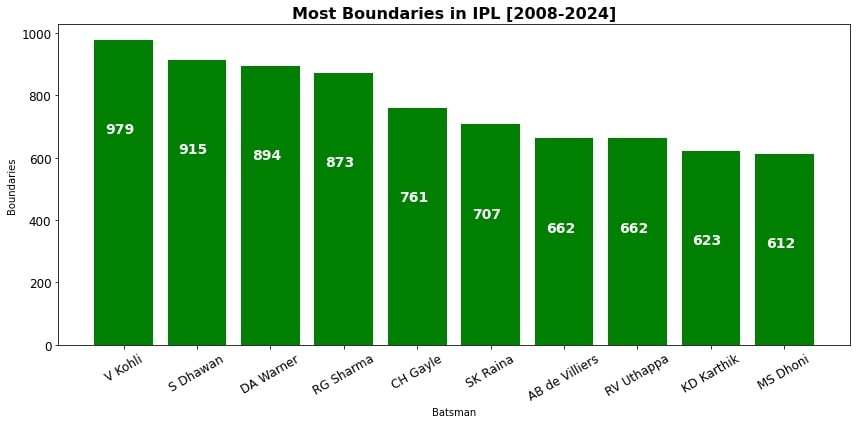 Most Boundaries in IPL [2008-2024]
Boundaries
1000
800
600
400
200
0
979
915
894
873
761
707
662
662
623
612
V Kohli
S Dhawan
DA Warner
RG Sharma
CH Gayle
SK Raina
AB de Villiers
RV Uthappa
KD Karthik
MS Dhoni
Batsman